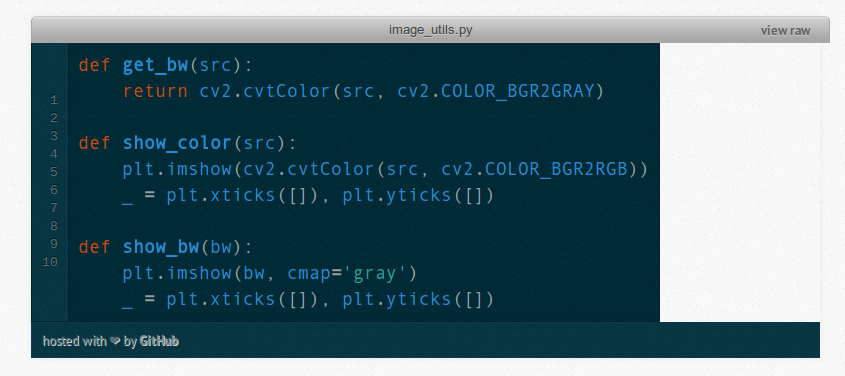 image_utils.py view raw
def get_bw(src):
1     return cv2.cvtColor(src, cv2.COLOR_BGR2GRAY)
2
3 def show_color(src):
4     plt.imshow(cv2.cvtColor(src, cv2.COLOR_BGR2RGB))
5
6     _ = plt.xticks([]), plt.yticks([])
7
8
9 def show_bw(bw):
10     plt.imshow(bw, cmap='gray')
    _ = plt.xticks([]), plt.yticks([])
hosted with ❤ by GitHub